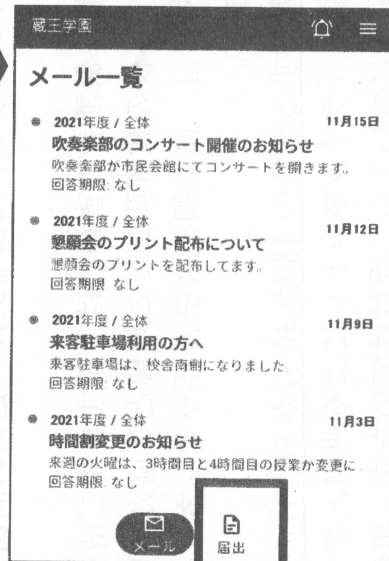 蔵王学園
メール一覧
2021年度 / 全体 11月15日
吹奏楽部のコンサート開催のお知らせ
吹奏楽部が市民会館にてコンサートを開きます。
回答期限: なし
2021年度 / 全体 11月12日
懇願会のプリント配布について
懇願会のプリントを配布してます。
回答期限: なし
2021年度 / 全体 11月9日
来客駐車場利用の方へ
来客駐車場は、校舎南側になりました
回答期限: なし
2021年度 / 全体 11月3日
時間割変更のお知らせ
来週の火曜は、3時間目と4時間目の授業が変更に
回答期限: なし
メール 届出